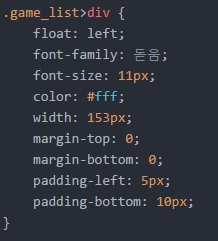 .game_list>div {
    float: left;
    font-family: 돋움;
    font-size: 11px;
    color: #fff;
    width: 153px;
    margin-top: 0;
    margin-bottom: 0;
    padding-left: 5px;
    padding-bottom: 10px;
}